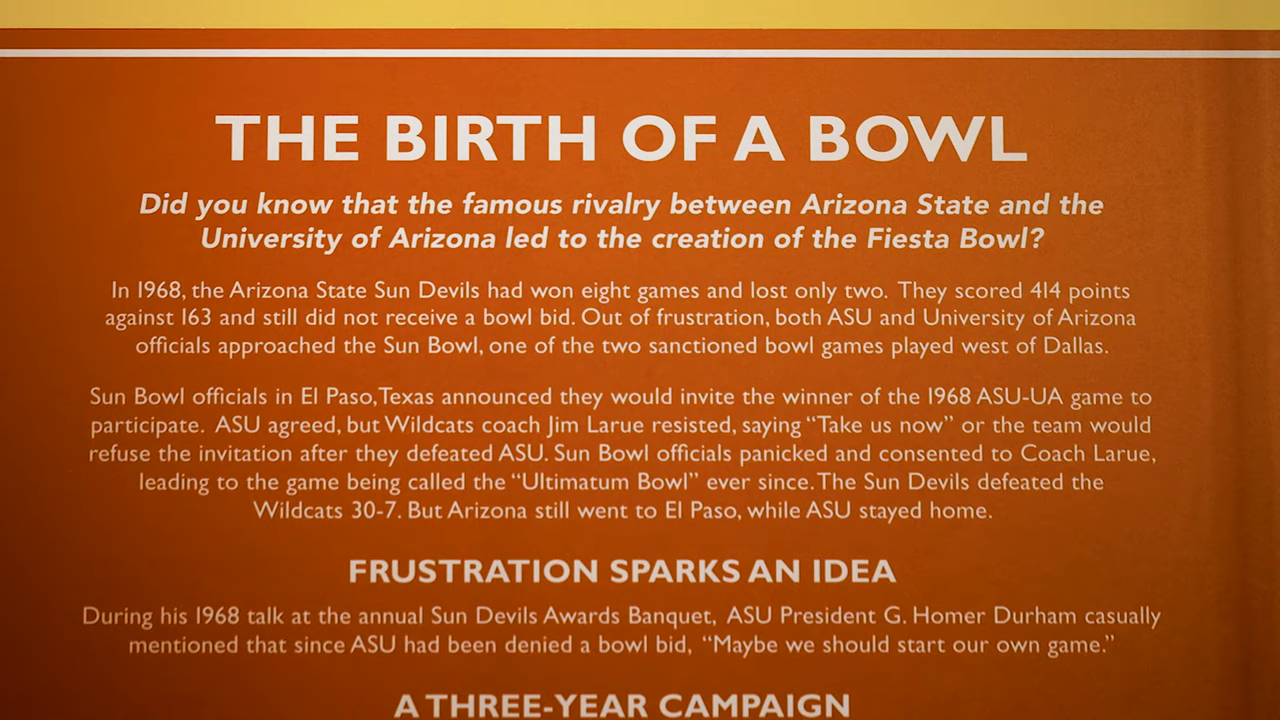 THE BIRTH OF A BOWL
Did you know that the famous rivalry between Arizona State and the
University of Arizona led to the creation of the Fiesta Bowl?
In 1968, the Arizona State Sun Devils had won eight games and lost only two. They scored 414 points
against 163 and still did not receive a bowl bid. Out of frustration, both ASU and University of Arizona
officials approached the Sun Bowl, one of the two sanctioned bowl games played west of Dallas.
Sun Bowl officials in El Paso, Texas announced they would invite the winner of the 1968 ASU-UA game to
participate. ASU agreed, but Wildcats coach Jim Larue resisted, saying “Take us now” or the team would
refuse the invitation after they defeated ASU. Sun Bowl officials panicked and consented to Coach Larue,
leading to the game being called the “Ultimatum Bowl” ever since. The Sun Devils defeated the
Wildcats 30-7. But Arizona still went to El Paso, while ASU stayed home.
FRUSTRATION SPARKS AN IDEA
During his 1968 talk at the annual Sun Devils Awards Banquet, ASU President G. Homer Durham casually
mentioned that since ASU had been denied a bowl bid, “Maybe we should start our own game.”
A THREE-YEAR CAMPAIGN